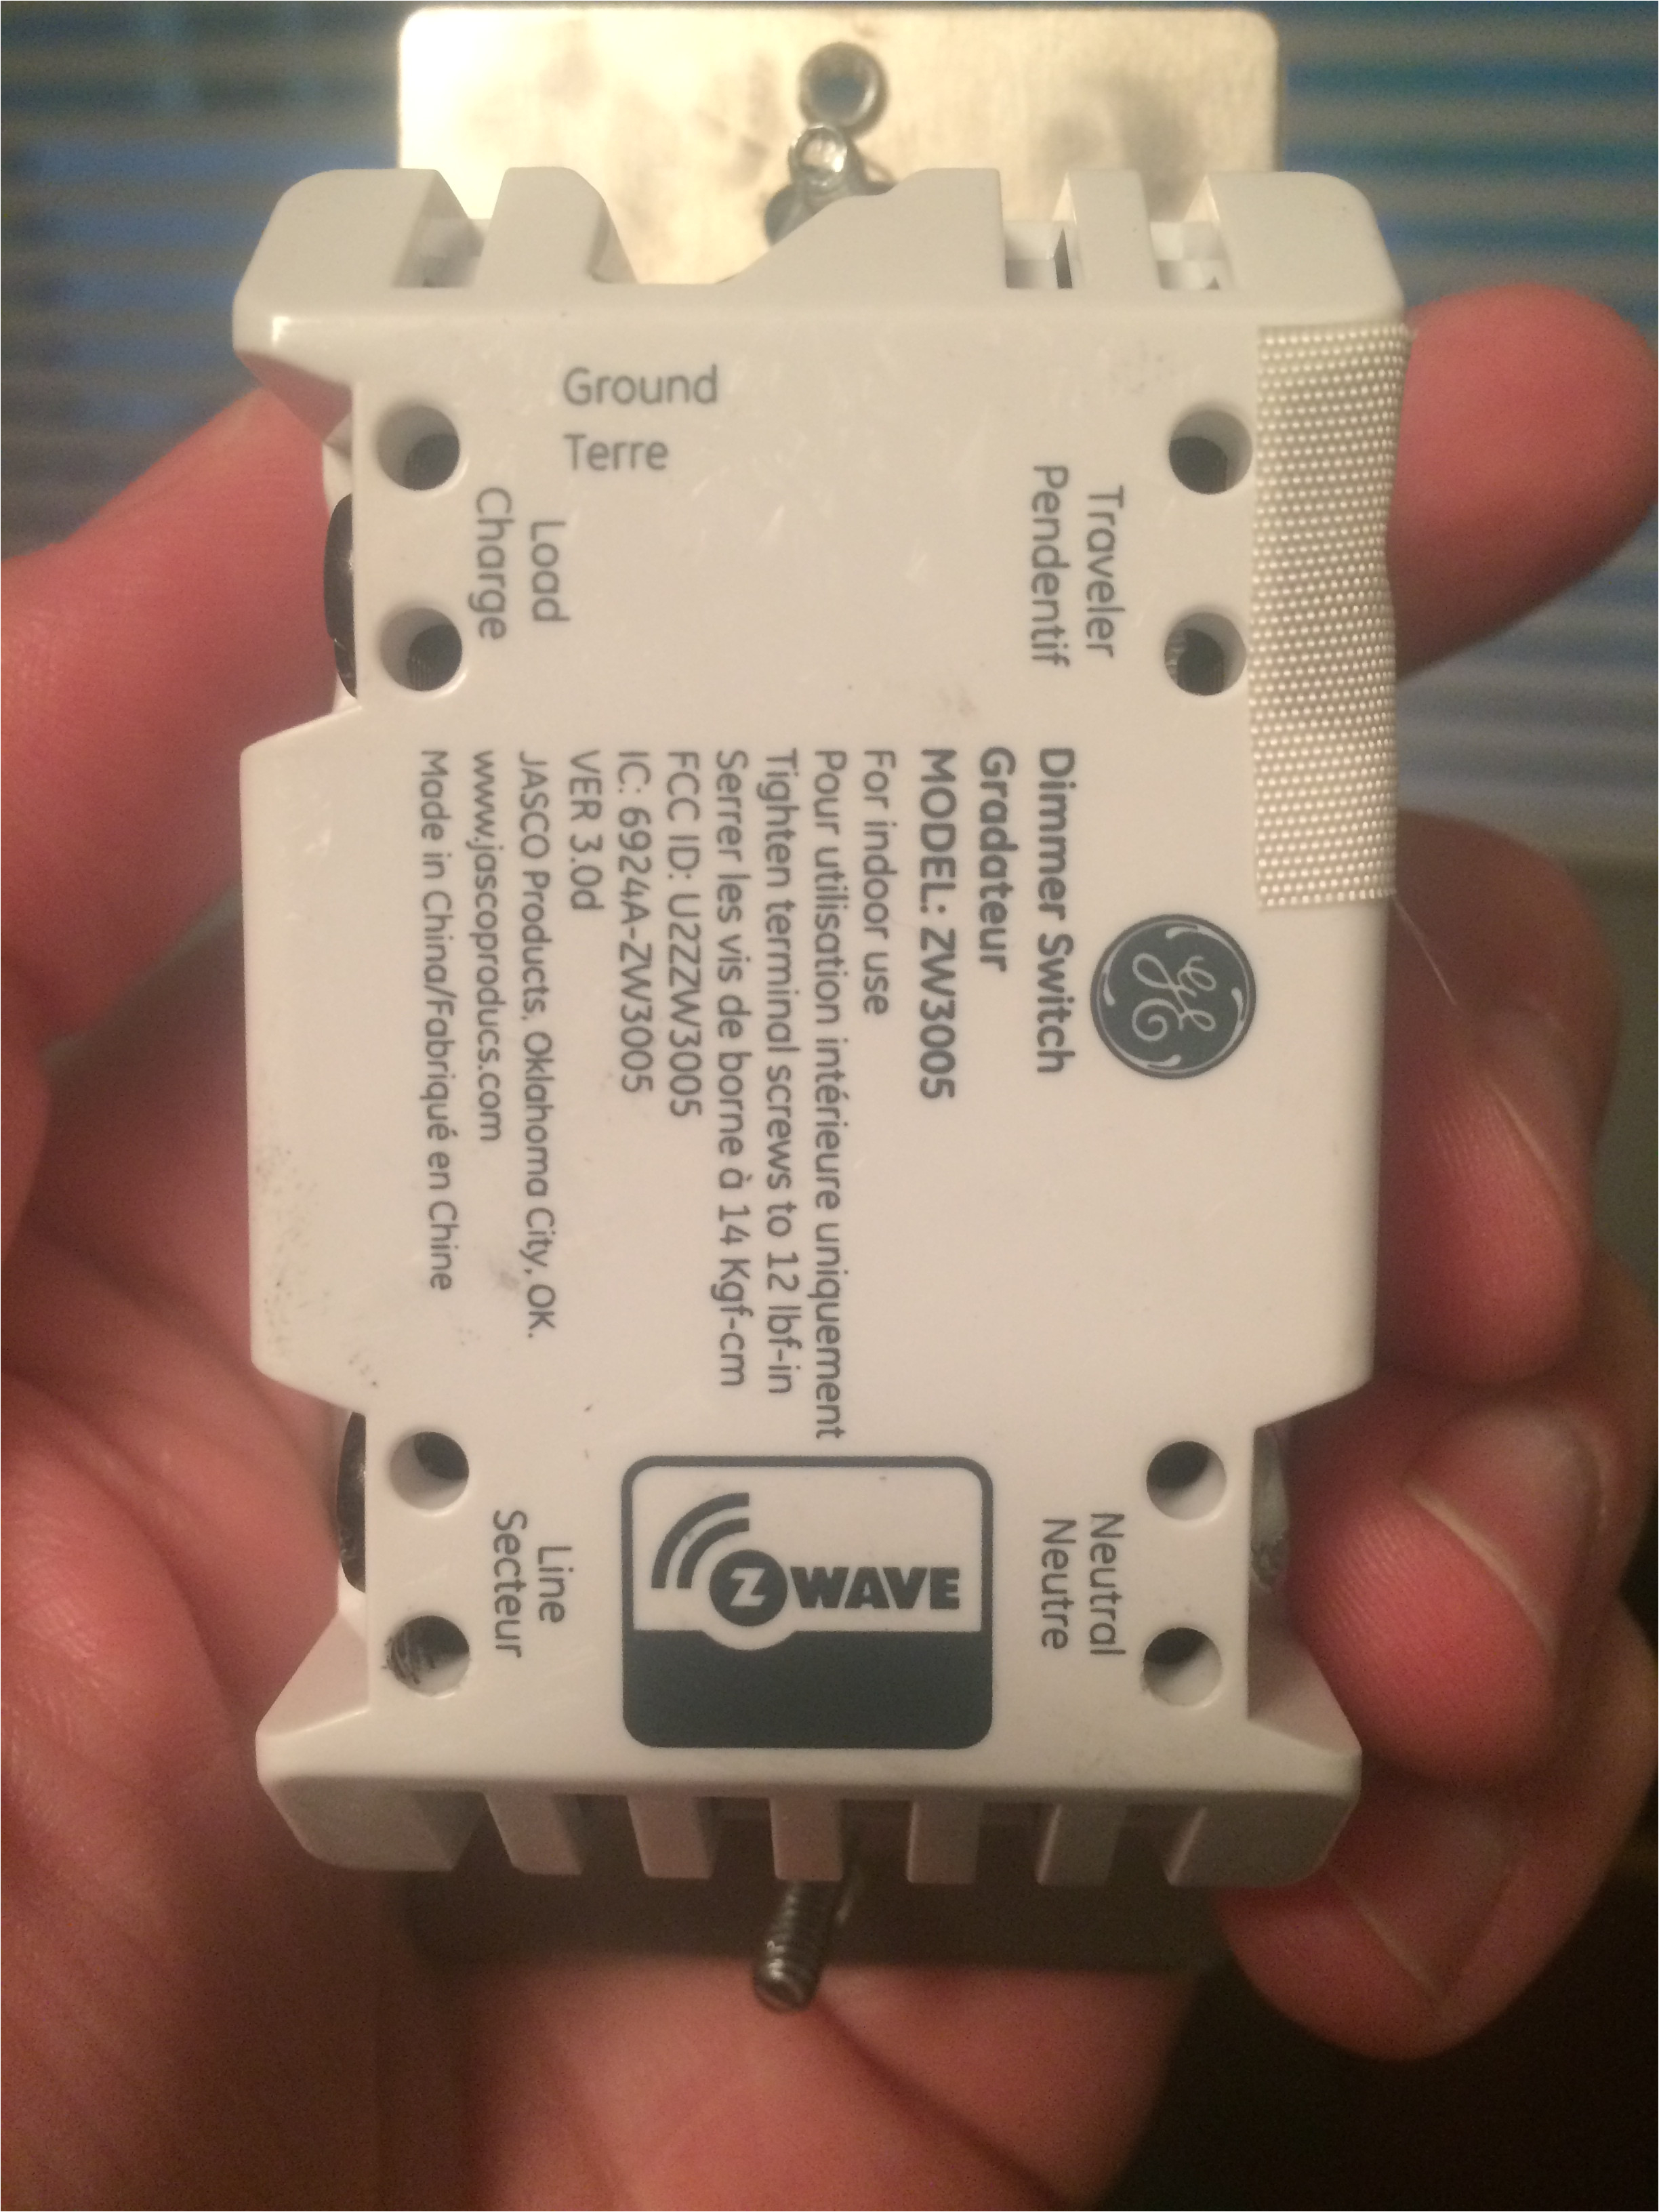 Ground
Terre
Load
Charge
Traveler
Pendentif
GE
Dimmer Switch
Gradateur
MODEL: ZW3005
For indoor use
Pour utilisation intérieure uniquement
Tighten terminal screws to 12 lbf-in
Serrer les vis de borne à 14 Kgf-cm
FCC ID: U2ZZW3005
IC: 6924A-ZW3005
VER 3.0d
JASCO Products, Oklahoma City, OK.
www.jascoproducs.com
Made in China/Fabriqué en Chine
Neutral
Neutre
Z WAVE
Line
Secteur